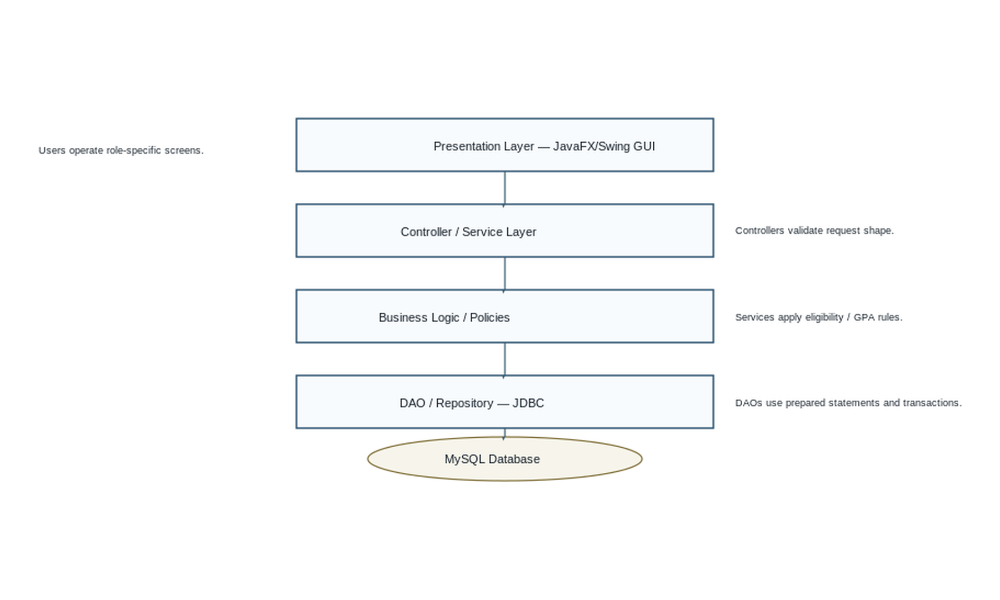 Users operate role-specific screens.
Presentation Layer — JavaFX/Swing GUI
Controller / Service Layer
Controllers validate request shape.
Business Logic / Policies
Services apply eligibility / GPA rules.
DAO / Repository — JDBC
DAOs use prepared statements and transactions.
MySQL Database